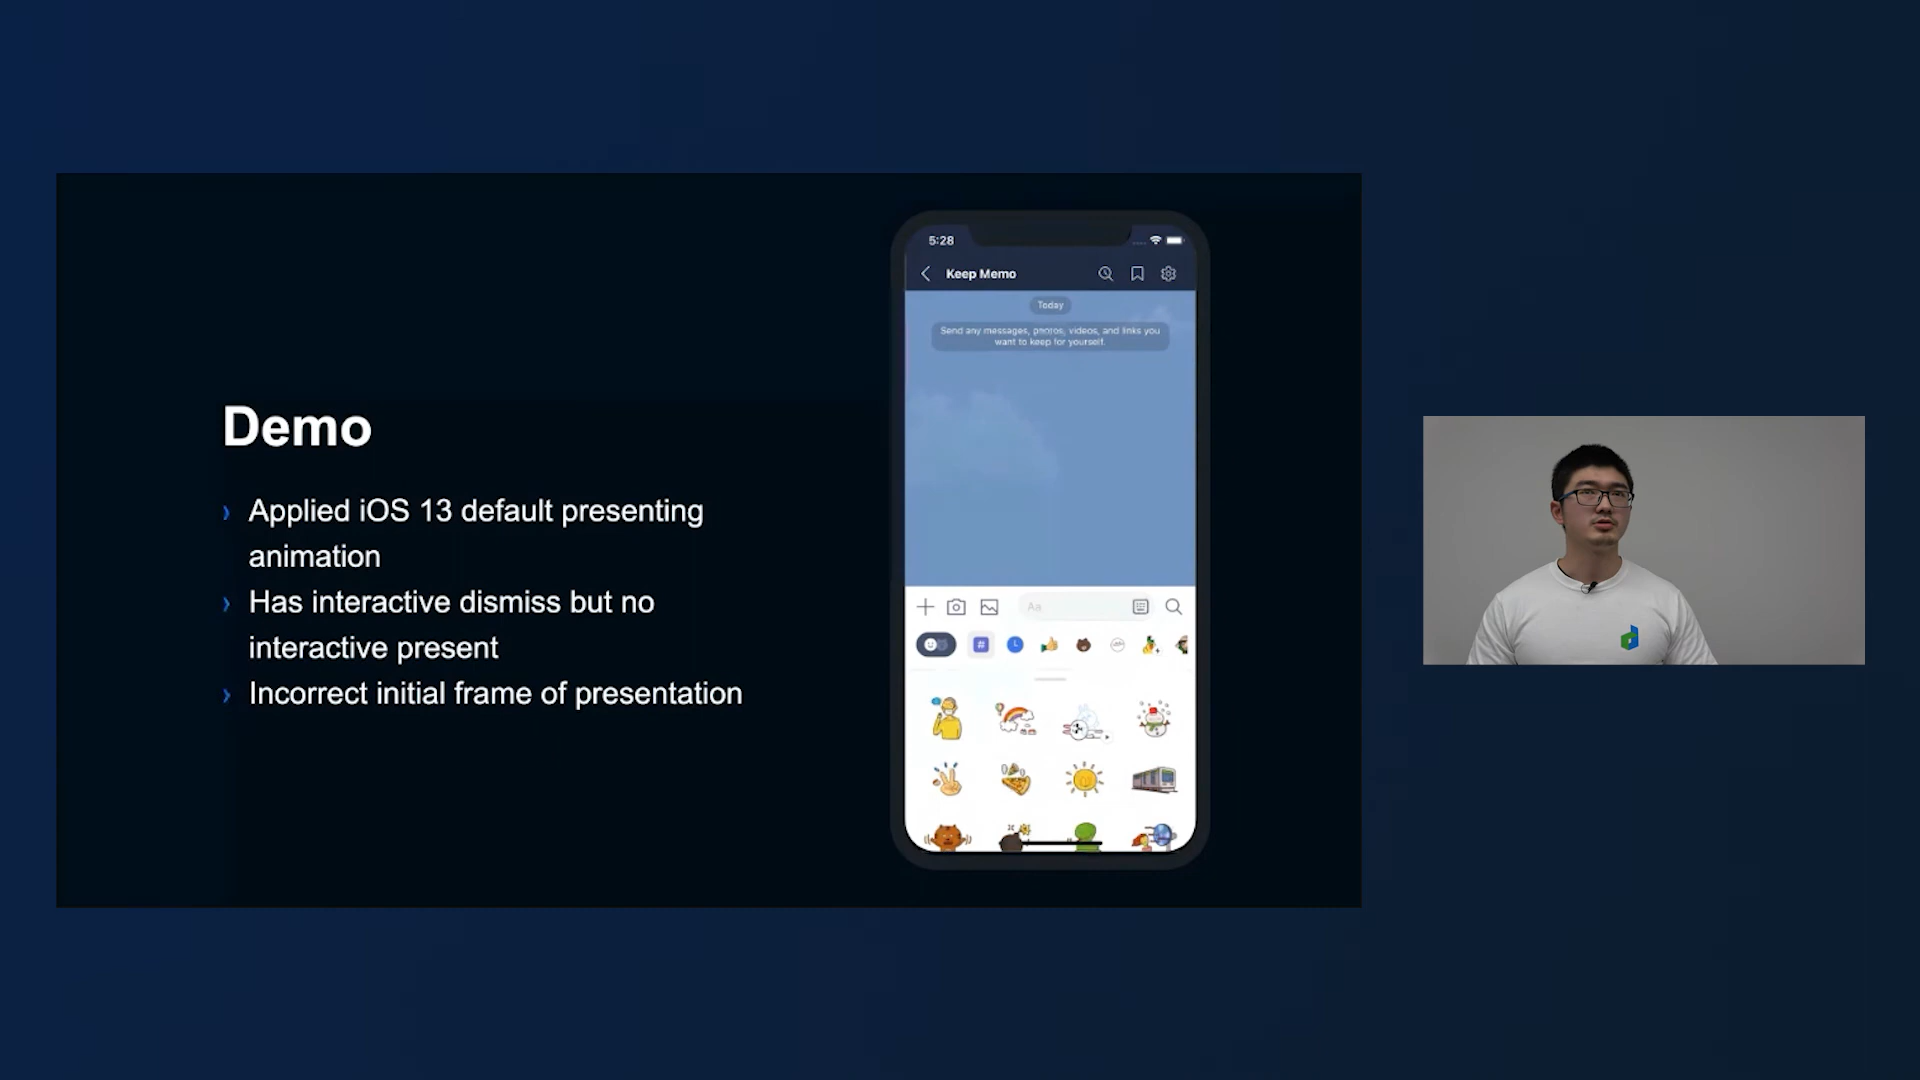 Demo
› Applied iOS 13 default presenting
animation
› Has interactive dismiss but no
interactive present
› Incorrect initial frame of presentation
5:28
Keep Memo
Today
Send any messages, photos, videos, and links you
want to keep for yourself.
Aa
#